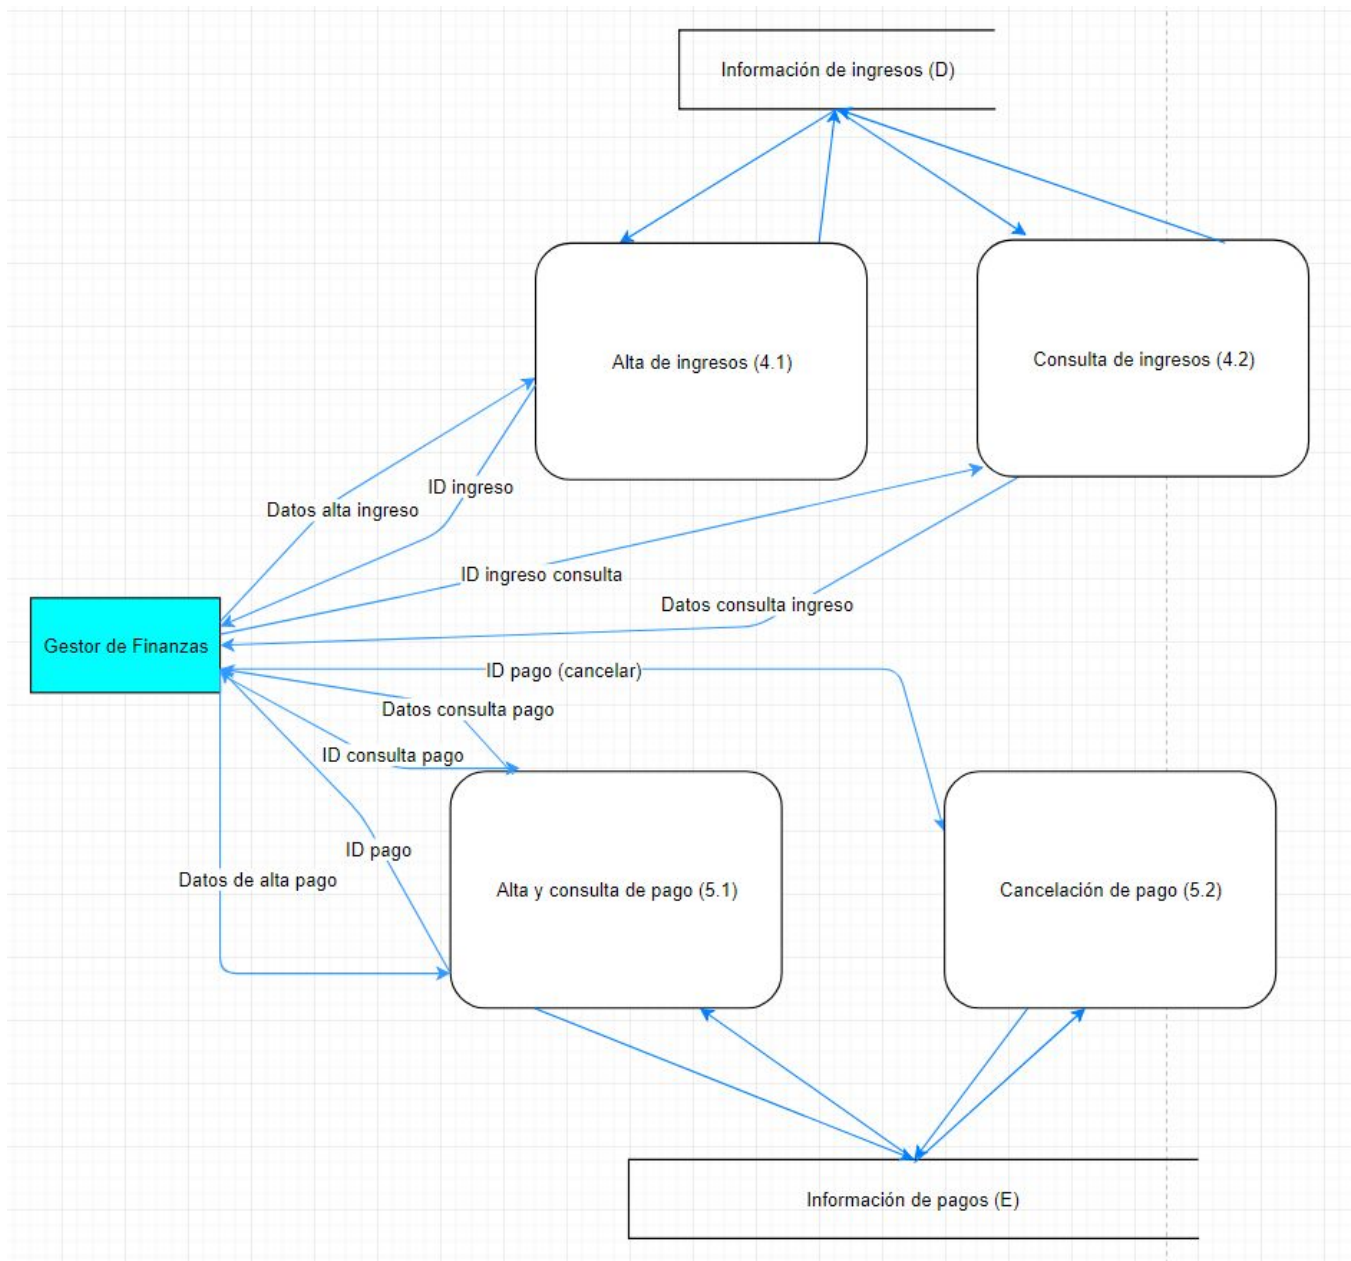 Información de ingresos (D)
Alta de ingresos (4.1)
Consulta de ingresos (4.2)
ID ingreso
Datos alta ingreso
ID ingreso consulta
Datos consulta ingreso
Gestor de Finanzas
ID pago (cancelar)
Datos consulta pago
ID consulta pago
ID pago
Datos de alta pago
Alta y consulta de pago (5.1)
Cancelación de pago (5.2)
Información de pagos (E)